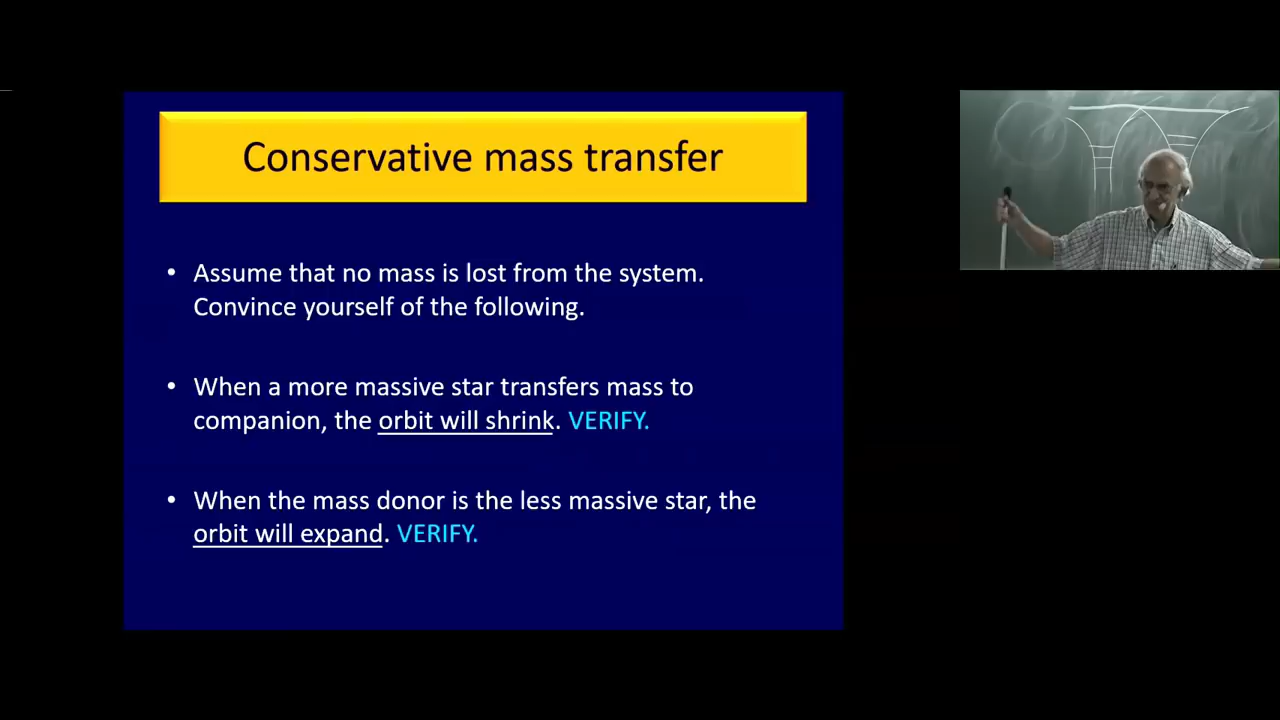 Conservative mass transfer
• Assume that no mass is lost from the system.
Convince yourself of the following.
• When a more massive star transfers mass to
companion, the orbit will shrink. VERIFY.
• When the mass donor is the less massive star, the
orbit will expand. VERIFY.